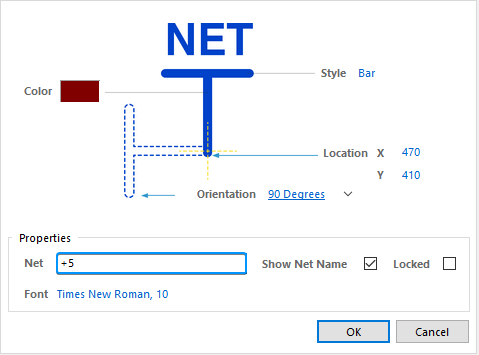 NET
Style Bar
Color
Location X 470
Y 410
Orientation 90 Degrees
Properties
Net +5 Show Net Name Locked
Font Times New Roman, 10
OK Cancel